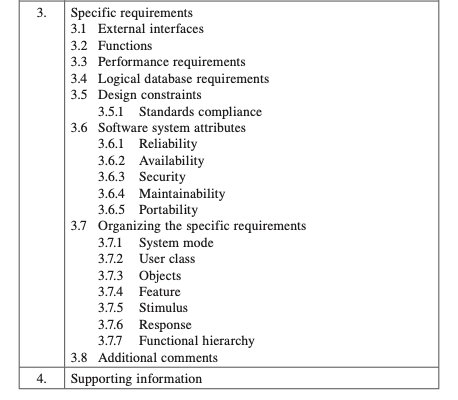 3. Specific requirements
3.1 External interfaces
3.2 Functions
3.3 Performance requirements
3.4 Logical database requirements
3.5 Design constraints
3.5.1 Standards compliance
3.6 Software system attributes
3.6.1 Reliability
3.6.2 Availability
3.6.3 Security
3.6.4 Maintainability
3.6.5 Portability
3.7 Organizing the specific requirements
3.7.1 System mode
3.7.2 User class
3.7.3 Objects
3.7.4 Feature
3.7.5 Stimulus
3.7.6 Response
3.7.7 Functional hierarchy
3.8 Additional comments
4. Supporting information